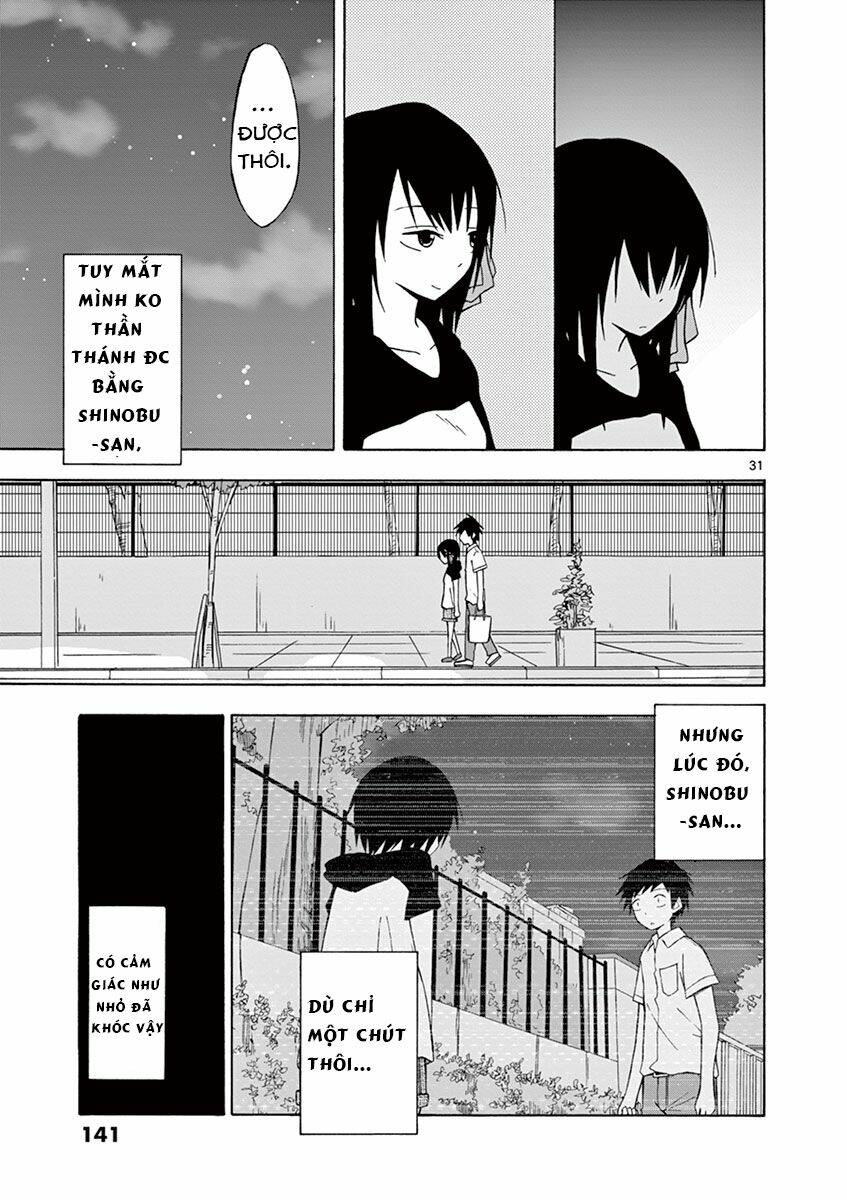 ...
ĐƯỢC
THÔI.
TUY MẮT
MÌNH KO
THẦN
THÁNH ĐC
BẰNG
SHINOBU
-SAN,
31
NHƯNG
LÚC ĐÓ,
SHINOBU
-SAN...
DÙ CHỈ
MỘT CHÚT
THÔI...
CÓ CẢM
GIÁC NHƯ
NHỎ ĐÃ
KHÓC VẬY
141